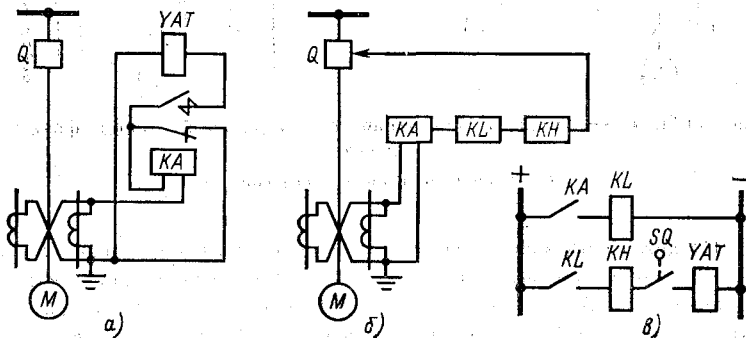 YAT
Q
KA
M
а)
Q
KA KL KH
M
б)
+ −
KA KL
KL KH SQ YAT
в)